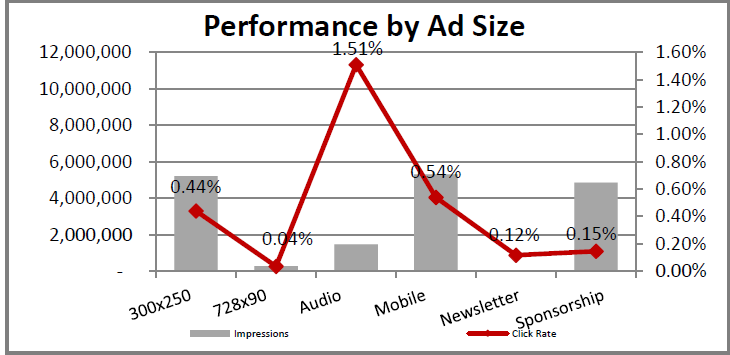 Performance by Ad Size
12,000,000
10,000,000
8,000,000
6,000,000
4,000,000
2,000,000
-
1.60%
1.40%
1.20%
1.00%
0.80%
0.60%
0.40%
0.20%
0.00%
0.44%
0.04%
1.51%
0.54%
0.12%
0.15%
300x250
728x90
Audio
Mobile
Newsletter
Sponsorship
Impressions
Click Rate